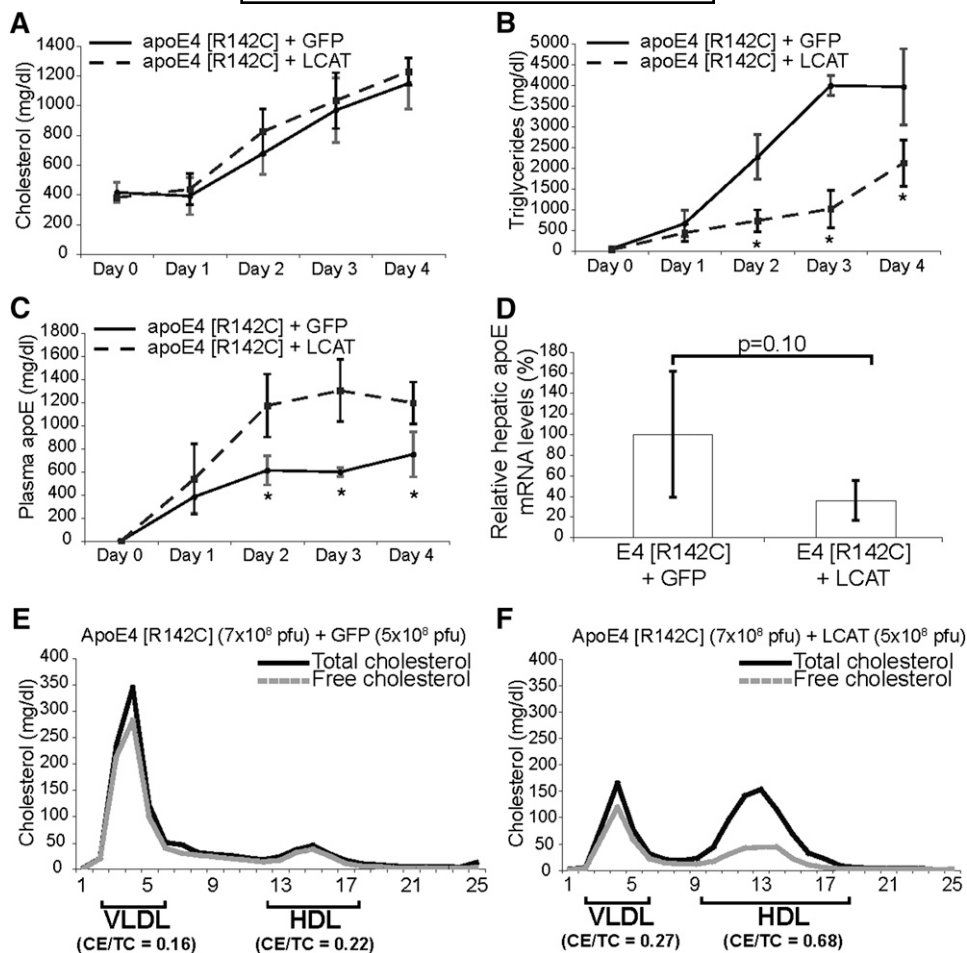 A
apoE4 [R142C] + GFP
apoE4 [R142C] + LCAT
Cholesterol (mg/dl)
1400
1200
1000
800
600
400
200
0
Day 0 Day 1 Day 2 Day 3 Day 4
B
apoE4 [R142C] + GFP
apoE4 [R142C] + LCAT
Triglycerides (mg/dl)
5000
4500
4000
3500
3000
2500
2000
1500
1000
500
0
* * *
Day 0 Day 1 Day 2 Day 3 Day 4
C
apoE4 [R142C] + GFP
apoE4 [R142C] + LCAT
Plasma apoE (mg/dl)
1800
1600
1400
1200
1000
800
600
400
200
0
* * *
Day 0 Day 1 Day 2 Day 3 Day 4
D
Relative hepatic apoE
mRNA levels (%)
180
160
140
120
100
80
60
40
20
0
p=0.10
E4 [R142C]
+ GFP
E4 [R142C]
+ LCAT
E
ApoE4 [R142C] (7x10⁸ pfu) + GFP (5x10⁸ pfu)
Total cholesterol
Free cholesterol
Cholesterol (mg/dl)
400
350
300
250
200
150
100
50
0
1 5 9 13 17 21 25
VLDL
(CE/TC = 0.16)
HDL
(CE/TC = 0.22)
F
ApoE4 [R142C] (7x10⁸ pfu) + LCAT (5x10⁸ pfu)
Total cholesterol
Free cholesterol
Cholesterol (mg/dl)
400
350
300
250
200
150
100
50
0
1 5 9 13 17 21 25
VLDL
(CE/TC = 0.27)
HDL
(CE/TC = 0.68)